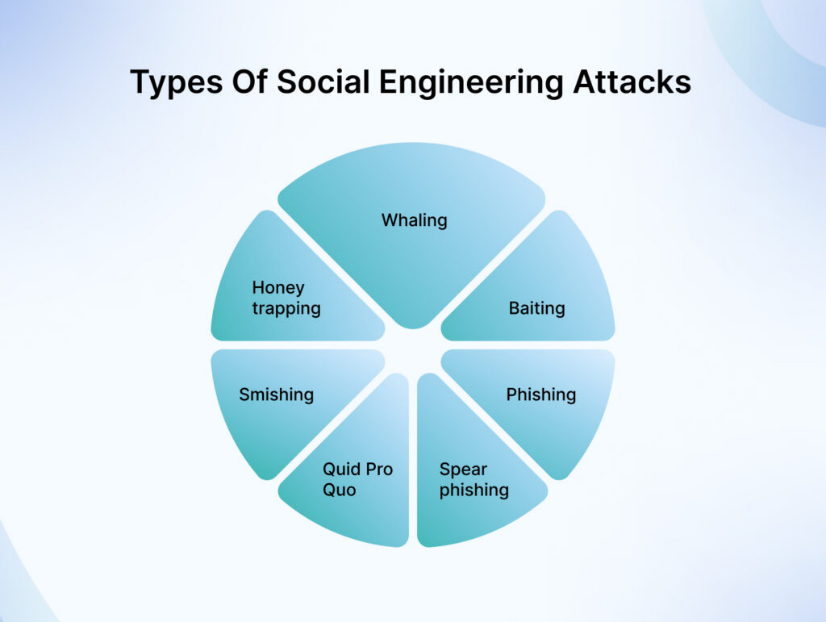 Types Of Social Engineering Attacks
Whaling
Honey
trapping
Baiting
Smishing
Phishing
Quid Pro
Quo
Spear
phishing